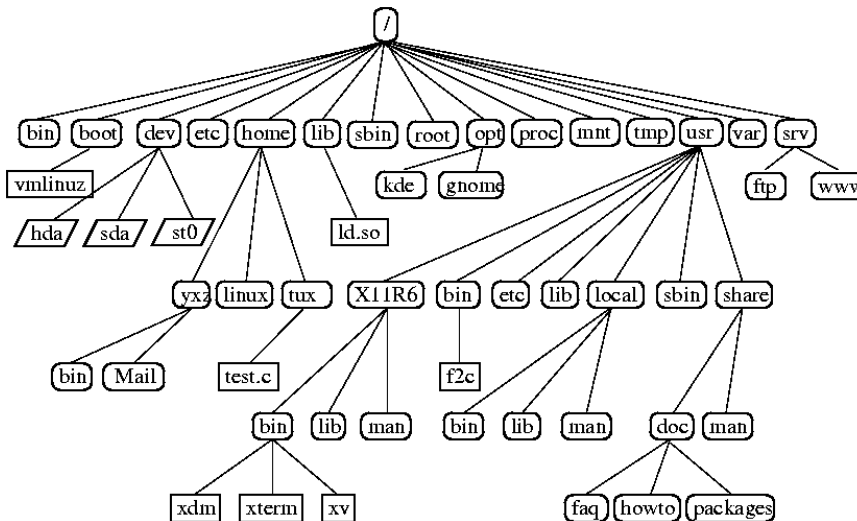 /
bin boot dev etc home lib sbin root opt proc mnt tmp usr var srv
vmlinuz kde gnome ftp www
hda sda st0 ld.so
yxz linux tux X11R6 bin etc lib local sbin share
bin Mail test.c f2c
bin lib man bin lib man doc man
xdm xterm xv faq howto packages